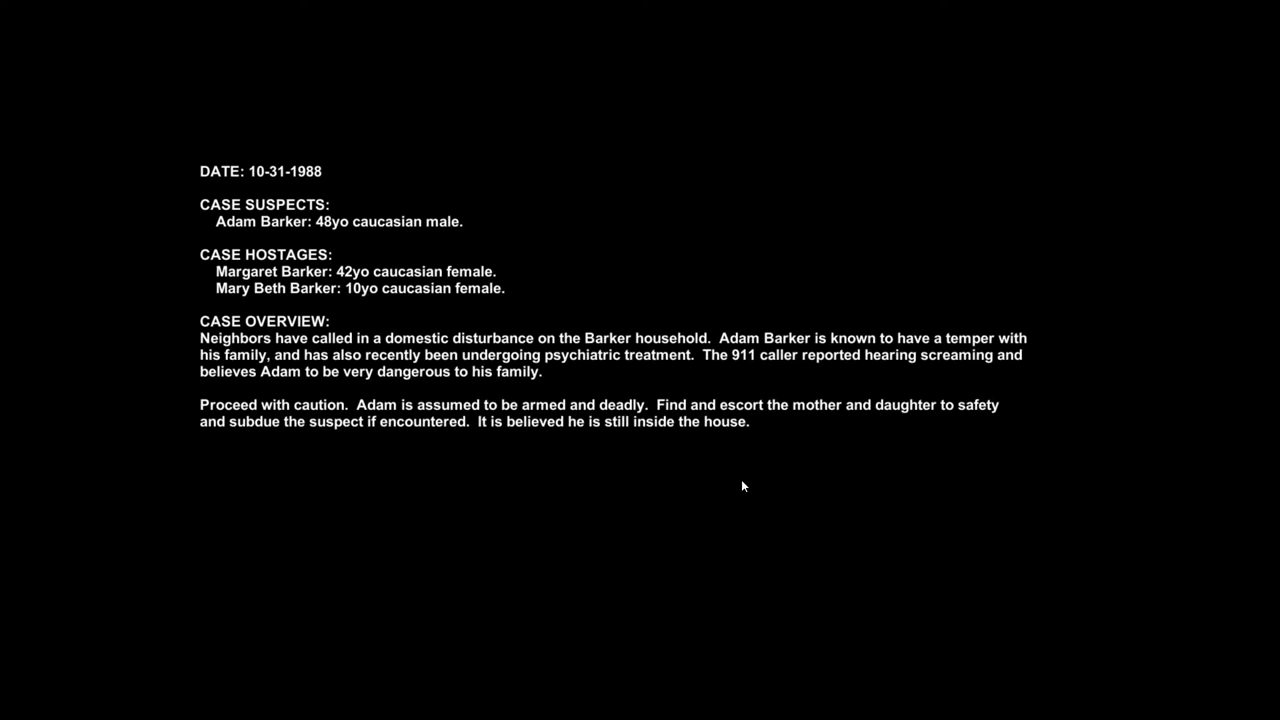 DATE: 10-31-1988
CASE SUSPECTS:
Adam Barker: 48yo caucasian male.
CASE HOSTAGES:
Margaret Barker: 42yo caucasian female.
Mary Beth Barker: 10yo caucasian female.
CASE OVERVIEW:
Neighbors have called in a domestic disturbance on the Barker household.  Adam Barker is known to have a temper with
his family, and has also recently been undergoing psychiatric treatment.  The 911 caller reported hearing screaming and
believes Adam to be very dangerous to his family.
Proceed with caution.  Adam is assumed to be armed and deadly.  Find and escort the mother and daughter to safety
and subdue the suspect if encountered.  It is believed he is still inside the house.